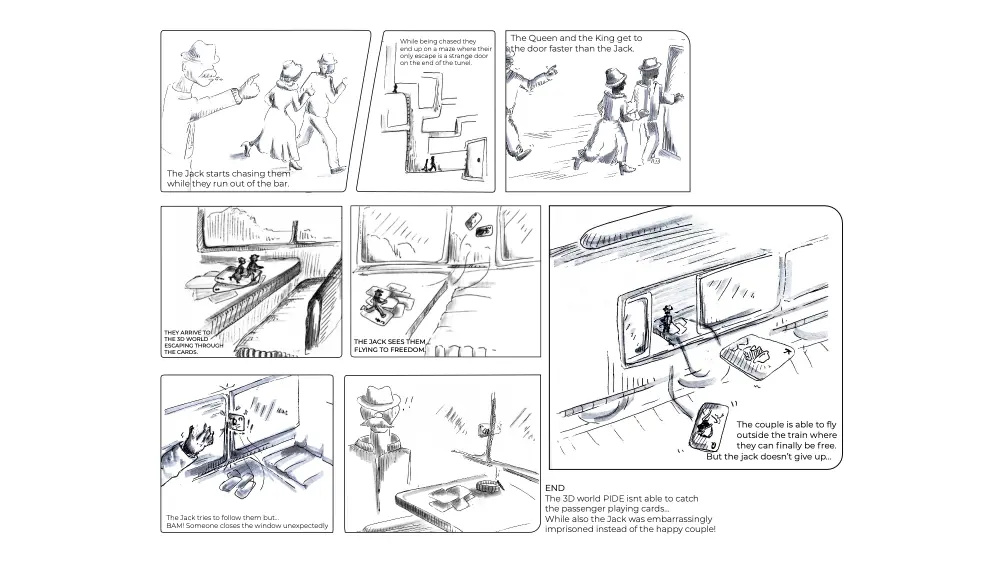 The Jack starts chasing them
while they run out of the bar.
While being chased they
end up on a maze where their
only escape is a strange door
on the end of the tunel.
The Queen and the King get to
the door faster than the Jack.
THEY ARRIVE TO
THE 3D WORLD
ESCAPING THROUGH
THE CARDS.
THE JACK SEES THEM
FLYING TO FREEDOM.
The couple is able to fly
outside the train where
they can finally be free.
But the jack doesn't give up...
The Jack tries to follow them but...
BAM! Someone closes the window unexpectedly
END
The 3D world PIDE isnt able to catch
the passenger playing cards...
While also the Jack was embarrassingly
imprisoned instead of the happy couple!